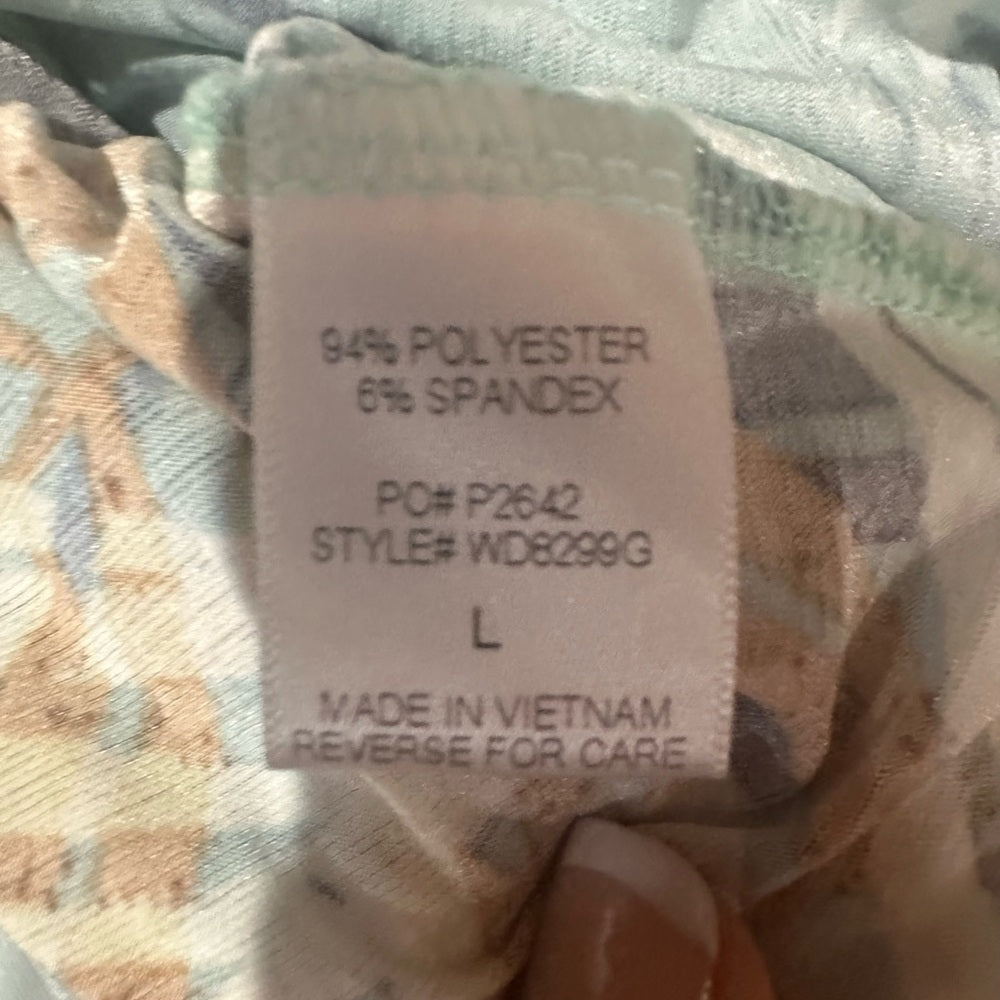 94% POLYESTER
6% SPANDEX
PO# P2642
STYLE# WD8299G
L
MADE IN VIETNAM
REVERSE FOR CARE